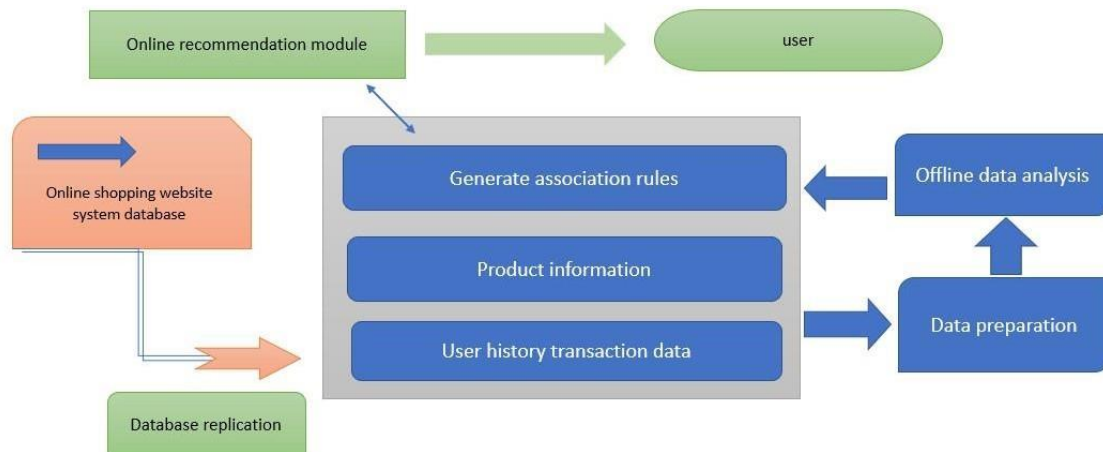 Online recommendation module
user
Online shopping website
system database
Generate association rules
Offline data analysis
Product information
User history transaction data
Data preparation
Database replication